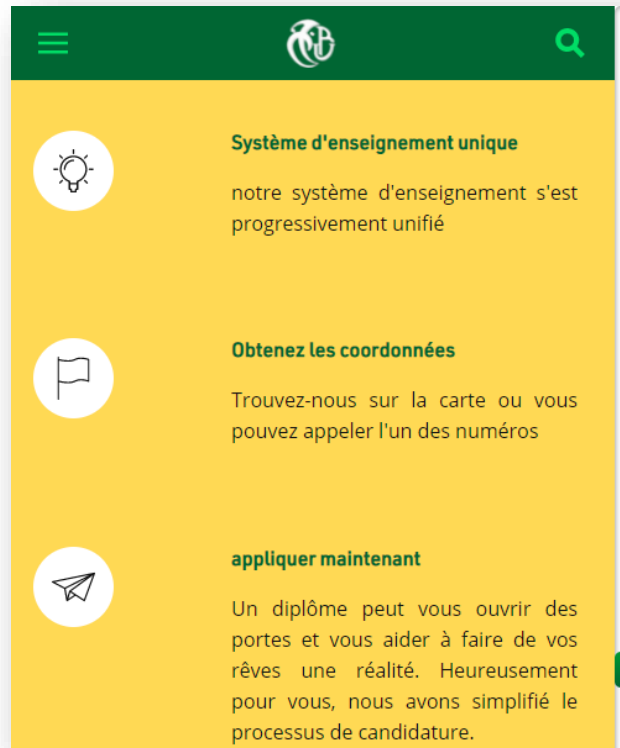 Système d'enseignement unique
notre système d'enseignement s'est
progressivement unifié
Obtenez les coordonnées
Trouvez-nous sur la carte ou vous
pouvez appeler l'un des numéros
appliquer maintenant
Un diplôme peut vous ouvrir des
portes et vous aider à faire de vos
rêves une réalité. Heureusement
pour vous, nous avons simplifié le
processus de candidature.